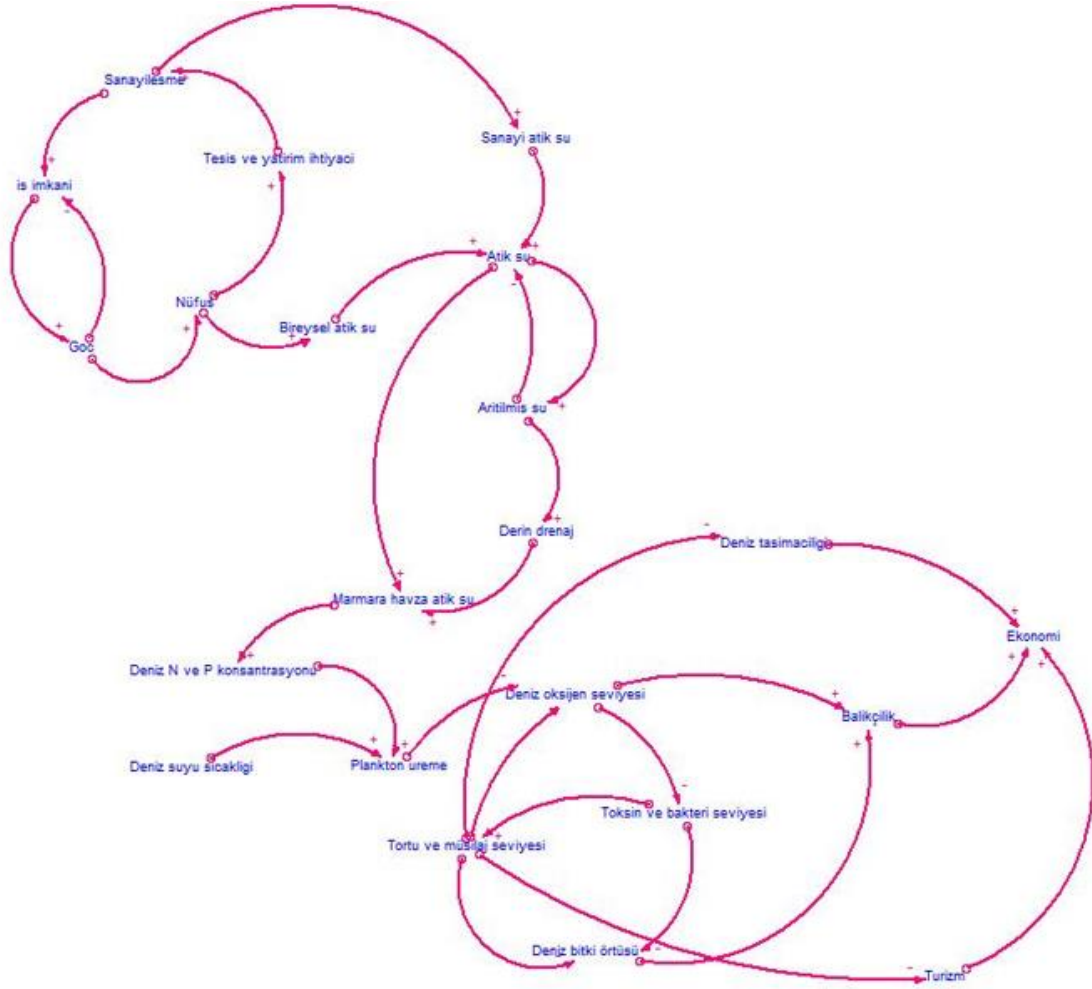 Sanayilesme
Sanayi atik su
Tesis ve yatirim ihtiyaci
is imkani
Atik su
Nüfus
Bireysel atik su
Goc
Aritilmis su
Derin drenaj
Deniz tasimaciligi
Marmara havza atik su
Ekonomi
Deniz N ve P konsantrasyonu
Deniz oksijen seviyesi
Balikçilik
Deniz suyu sicakligi
Plankton ureme
Toksin ve bakteri seviyesi
Tortu ve müsilaj seviyesi
Deniz bitki örtüsü
Turizm